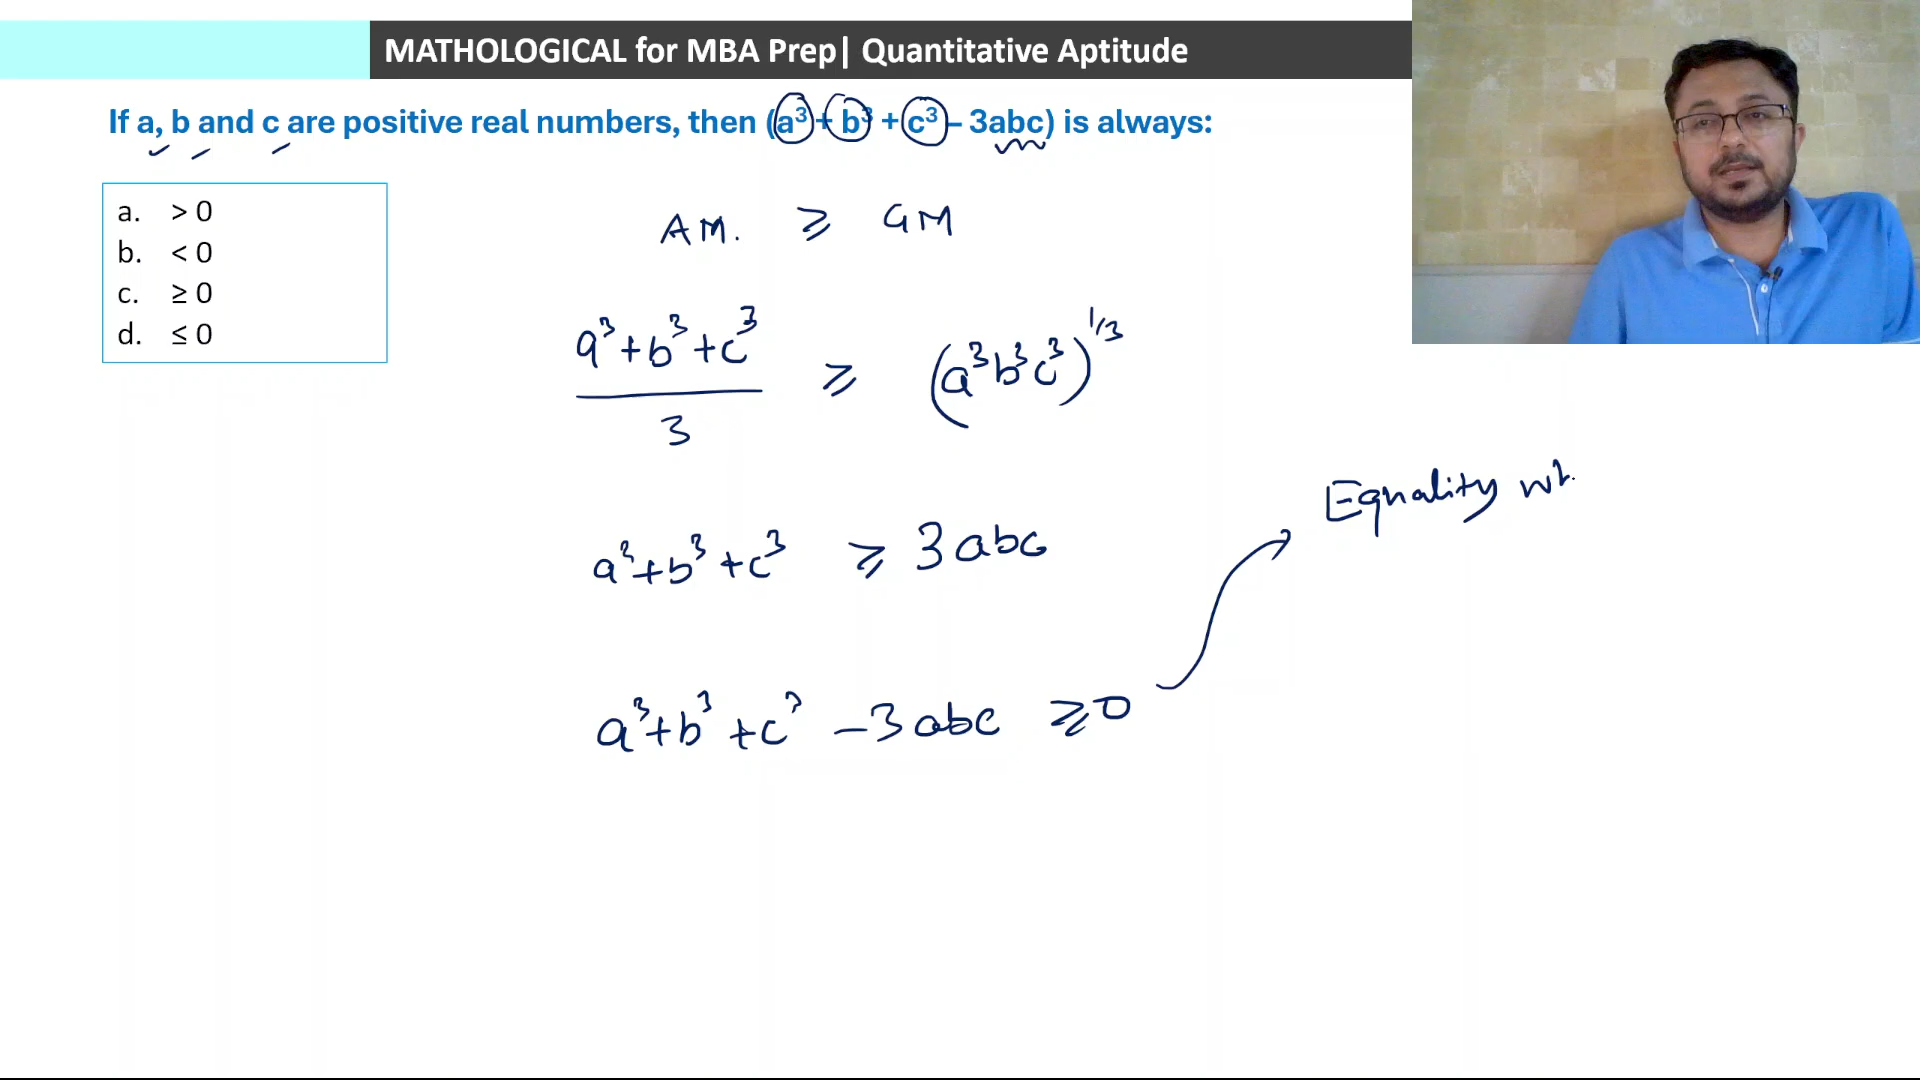 MATHOLOGICAL for MBA Prep| Quantitative Aptitude
If a, b and c are positive real numbers, then (a³ + b³ + c³ – 3abc) is always:
a. > 0
b. < 0
c. ≥ 0
d. ≤ 0
AM. ≥ GM
a³+b³+c³ / 3 ≥ (a³b³c³)^1/3
Equality wh
a³+b³+c³ ≥ 3abc
a³+b³+c³ –3abc ≥0